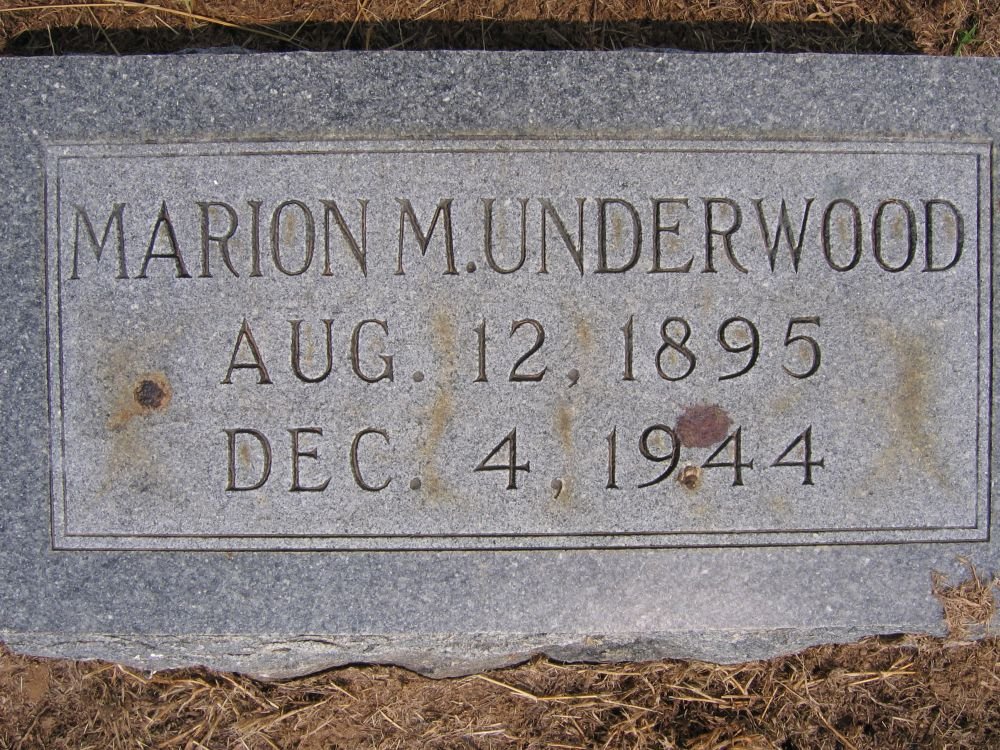 MARION M. UNDERWOOD
AUG. 12, 1895
DEC. 4, 1944